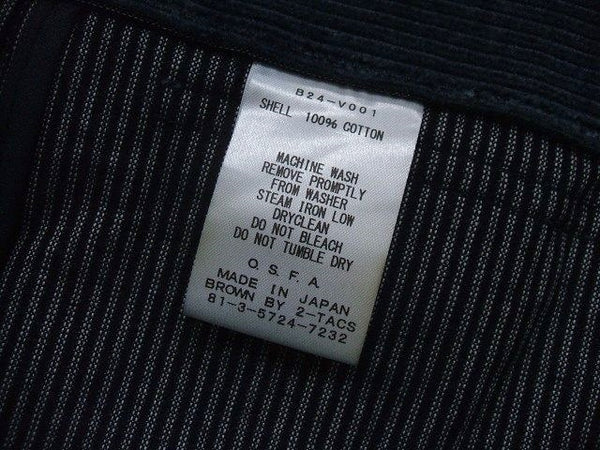 B24-V001
SHELL 100% COTTON
MACHINE WASH
REMOVE PROMPTLY
FROM WASHER
STEAM IRON LOW
DRYCLEAN
DO NOT BLEACH
DO NOT TUMBLE DRY
O. S. F. A.
MADE IN JAPAN
BROWN BY 2-TACS
81-3-5724-7232